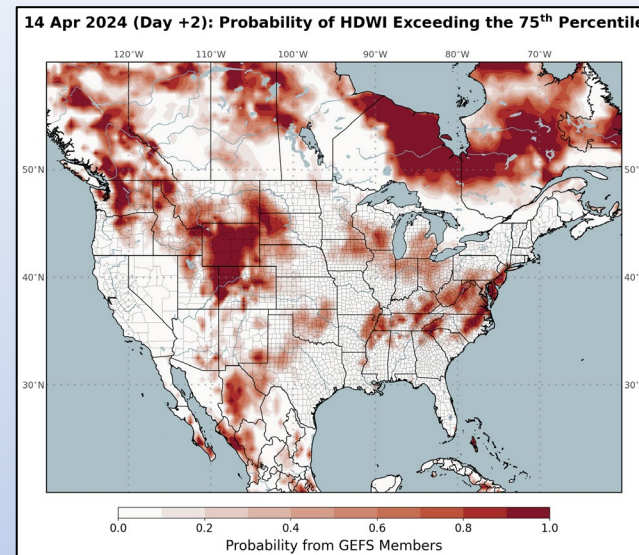 14 Apr 2024 (Day +2): Probability of HDWI Exceeding the 75th Percentile
120°W 110°W 100°W 90°W 80°W 70°W
50°N
40°N 40°
30°N 30°
0.0 0.2 0.4 0.6 0.8 1.0
Probability from GEFS Members